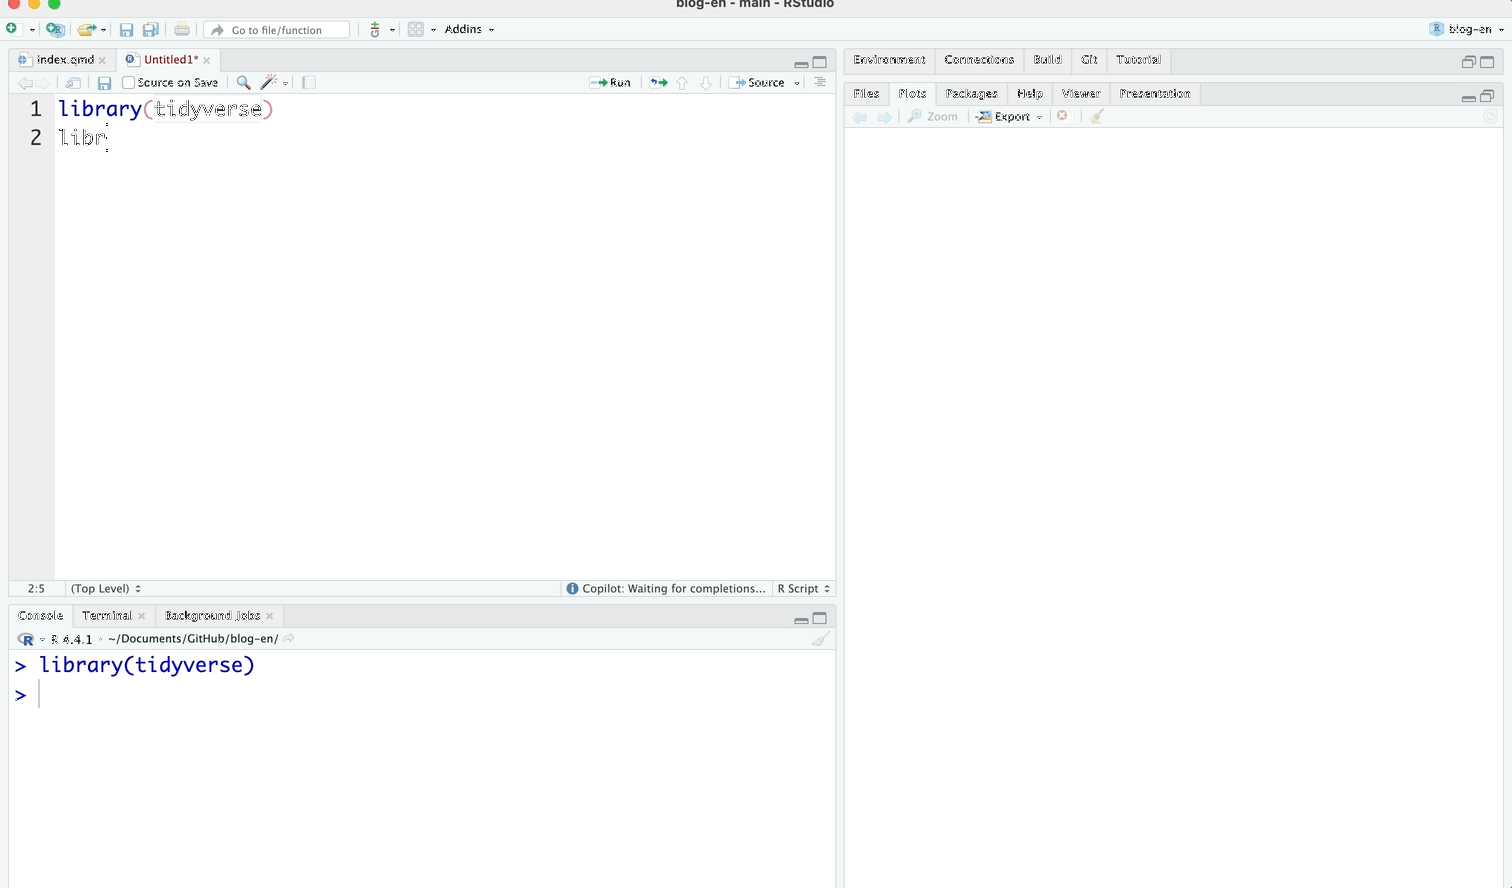 blog-en - main - RStudio
Go to file/function
Addins
blog-en
index.qmd
Untitled1*
Source on Save
Run
Source
1 library(tidyverse)
2 libr
2:5
(Top Level)
Copilot: Waiting for completions...
R Script
Console
Terminal
Background Jobs
R 4.4.1 · ~/Documents/GitHub/blog-en/
> library(tidyverse)
>
Environment
Connections
Build
Git
Tutorial
Files
Plots
Packages
Help
Viewer
Presentation
Zoom
Export